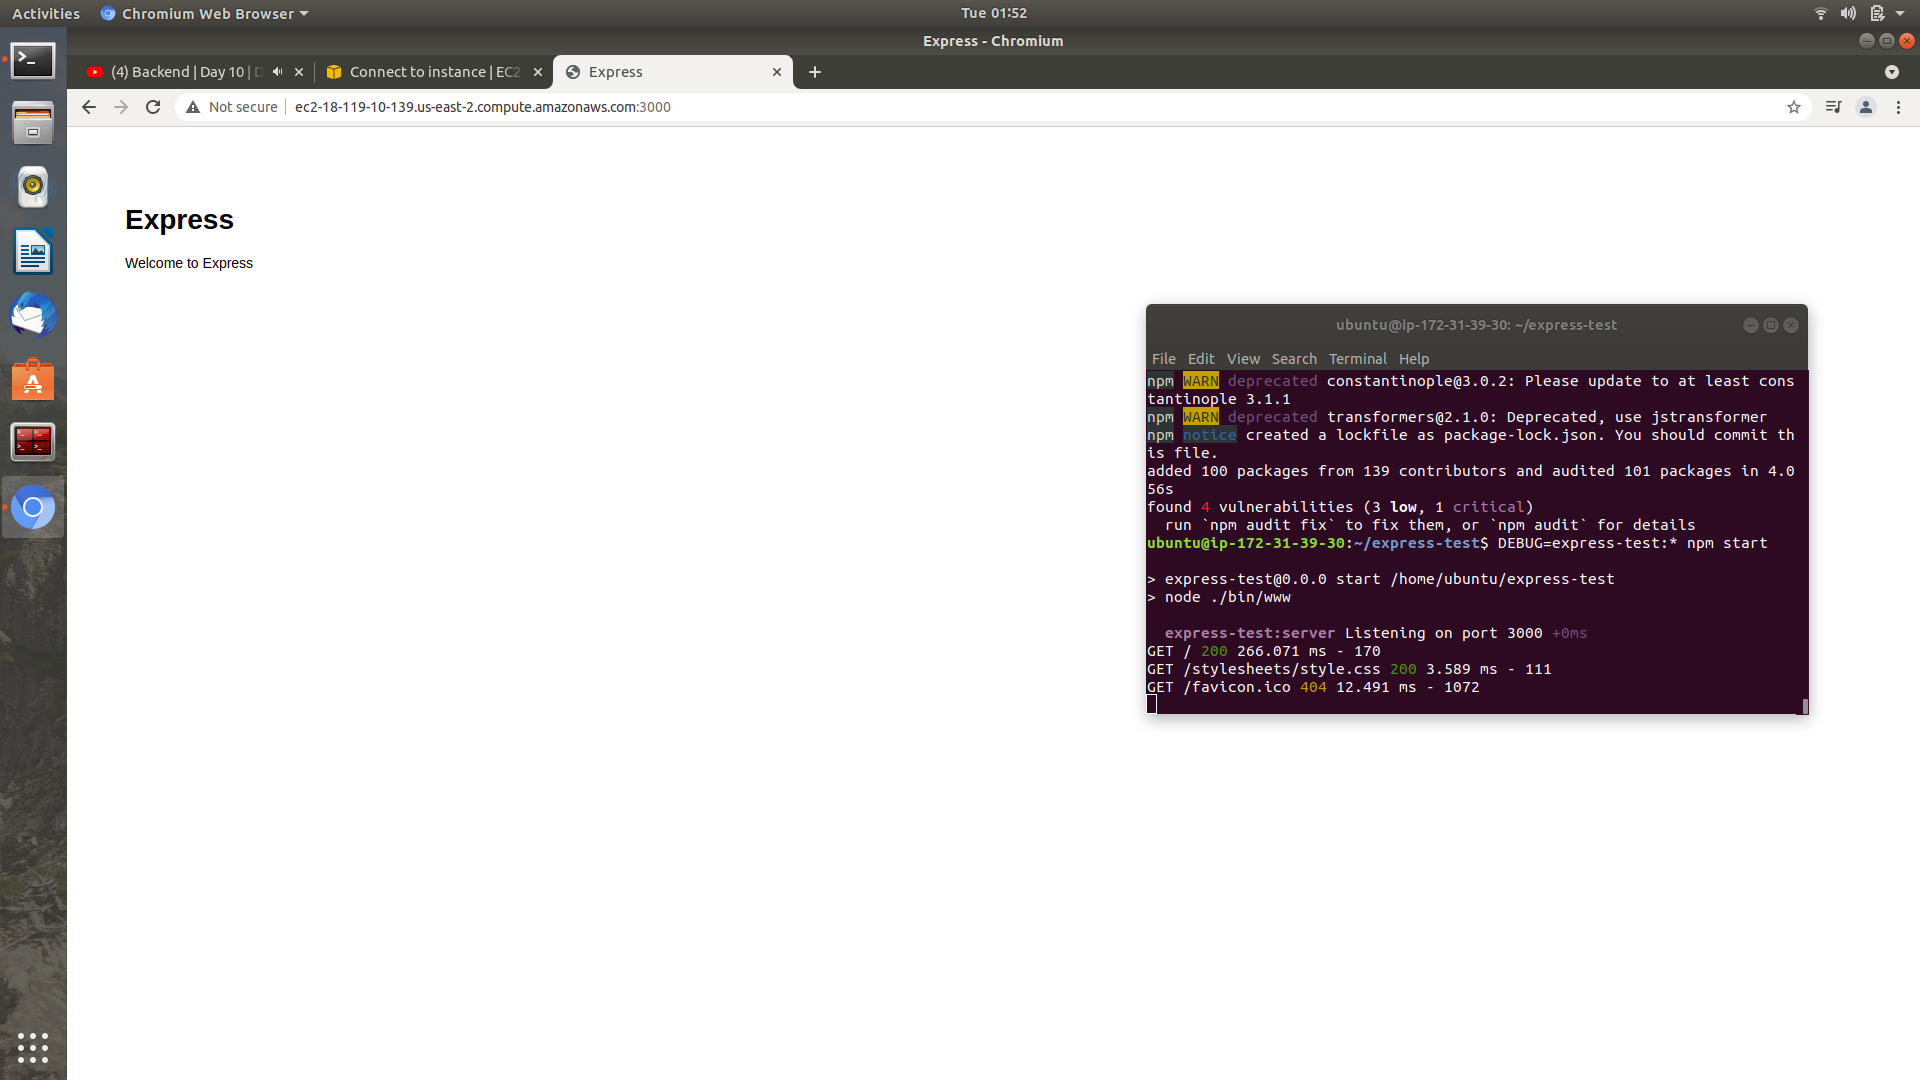 Activities
Chromium Web Browser
Tue 01:52
Express - Chromium
(4) Backend | Day 10 | D
Connect to instance | EC2
Express
Not secure
ec2-18-119-10-139.us-east-2.compute.amazonaws.com:3000
Express
Welcome to Express
ubuntu@ip-172-31-39-30: ~/express-test
File Edit View Search Terminal Help
npm WARN deprecated constantinople@3.0.2: Please update to at least cons
tantinople 3.1.1
npm WARN deprecated transformers@2.1.0: Deprecated, use jstransformer
npm notice created a lockfile as package-lock.json. You should commit th
is file.
added 100 packages from 139 contributors and audited 101 packages in 4.0
56s
found 4 vulnerabilities (3 low, 1 critical)
  run `npm audit fix` to fix them, or `npm audit` for details
ubuntu@ip-172-31-39-30:~/express-test$ DEBUG=express-test:* npm start
> express-test@0.0.0 start /home/ubuntu/express-test
> node ./bin/www
  express-test:server Listening on port 3000 +0ms
GET / 200 266.071 ms - 170
GET /stylesheets/style.css 200 3.589 ms - 111
GET /favicon.ico 404 12.491 ms - 1072